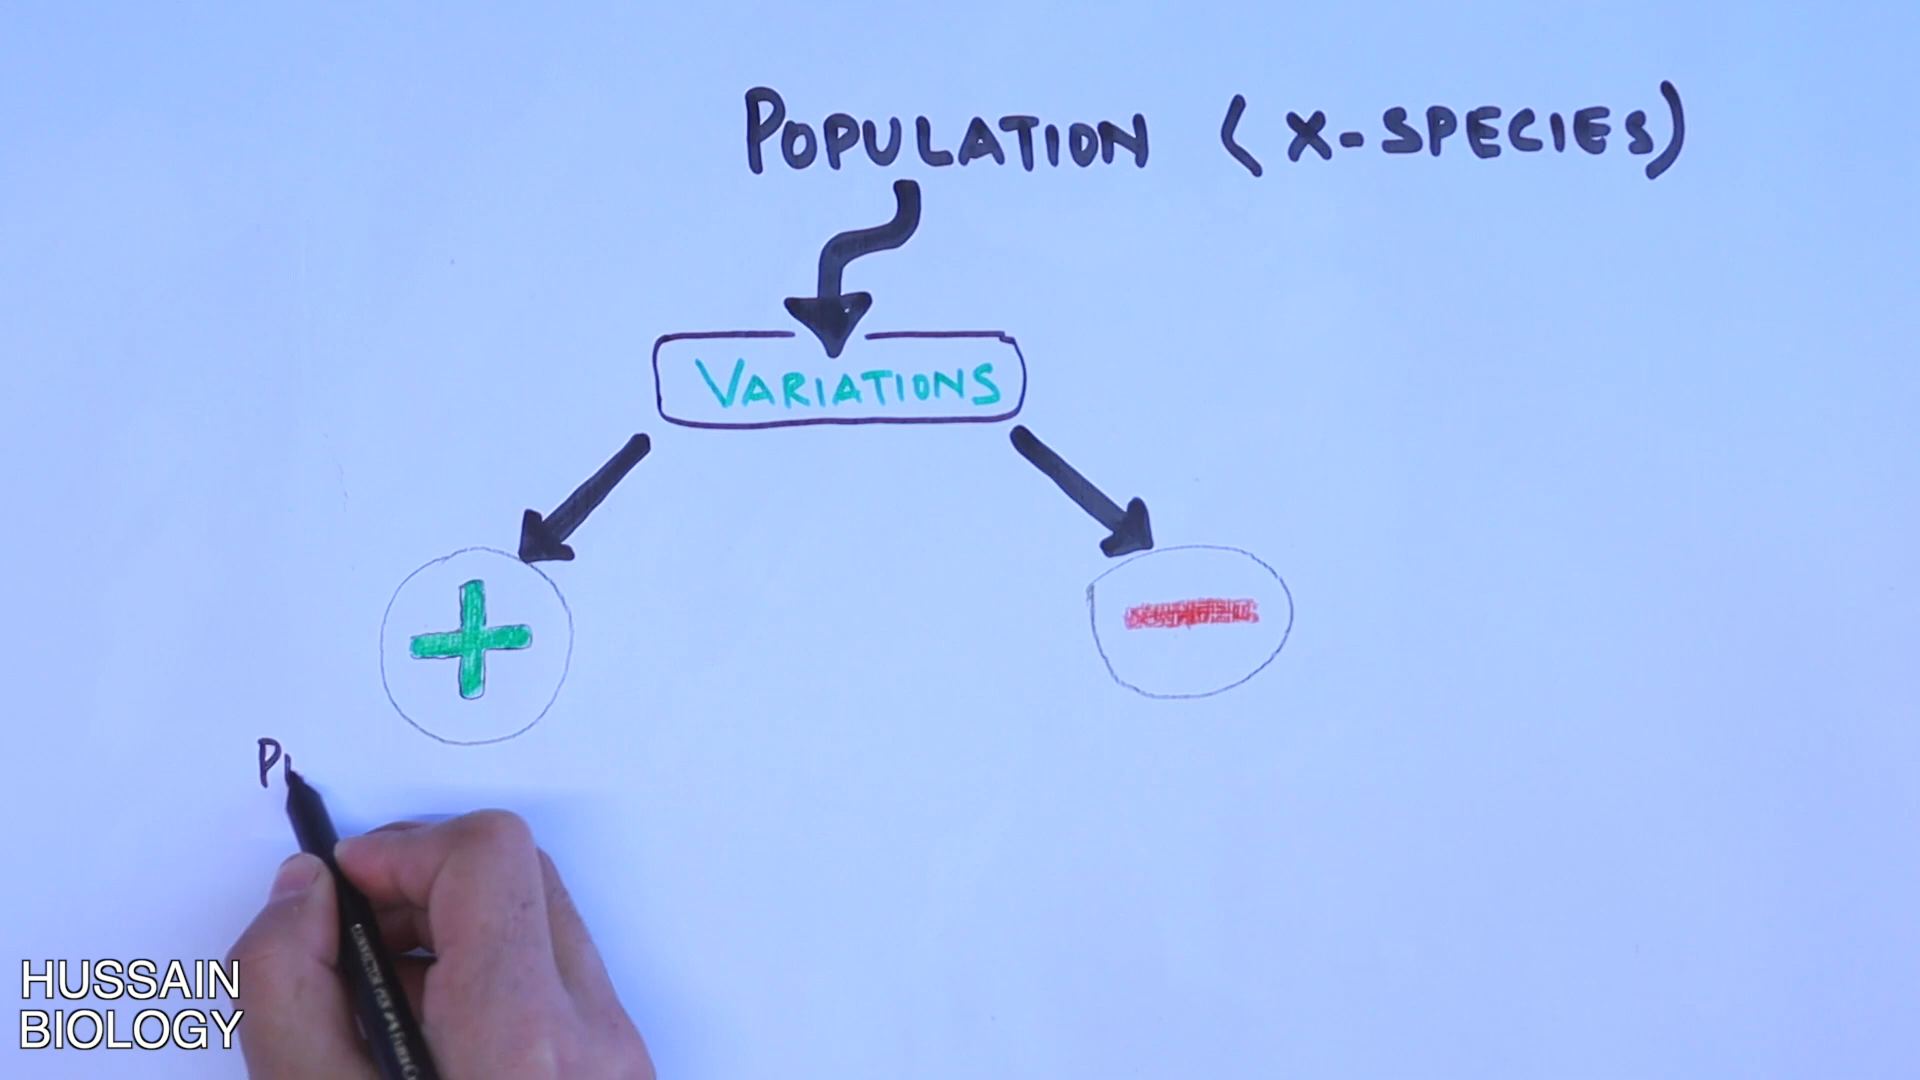 POPULATION (X-SPECIES)
VARIATIONS
P
HUSSAIN
BIOLOGY